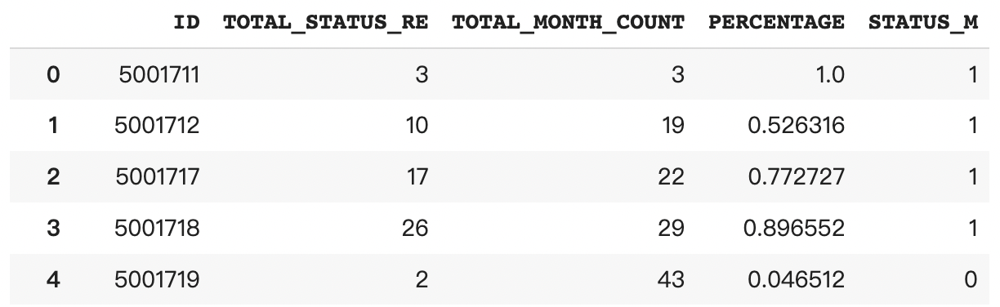 ID TOTAL_STATUS_RE TOTAL_MONTH_COUNT PERCENTAGE STATUS_M
0 5001711 3 3 1.0 1
1 5001712 10 19 0.526316 1
2 5001717 17 22 0.772727 1
3 5001718 26 29 0.896552 1
4 5001719 2 43 0.046512 0